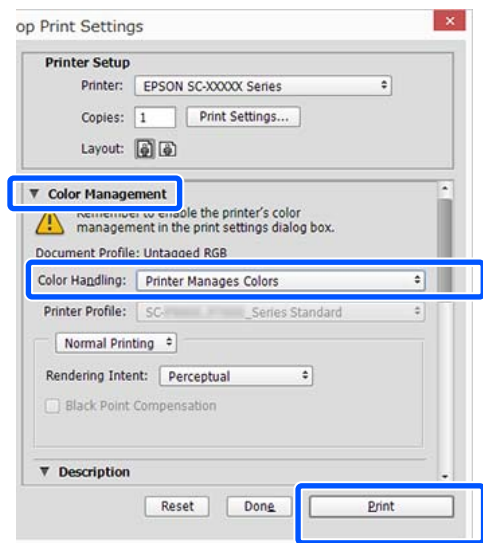 op Print Settings
Printer Setup
Printer: EPSON SC-XXXXX Series
Copies: 1 Print Settings...
Layout:
Color Management
Remember to enable the printer's color
management in the print settings dialog box.
Document Profile: Untagged RGB
Color Handling: Printer Manages Colors
Printer Profile: SC- _Series Standard
Normal Printing
Rendering Intent: Perceptual
Black Point Compensation
Description
Reset Done Print